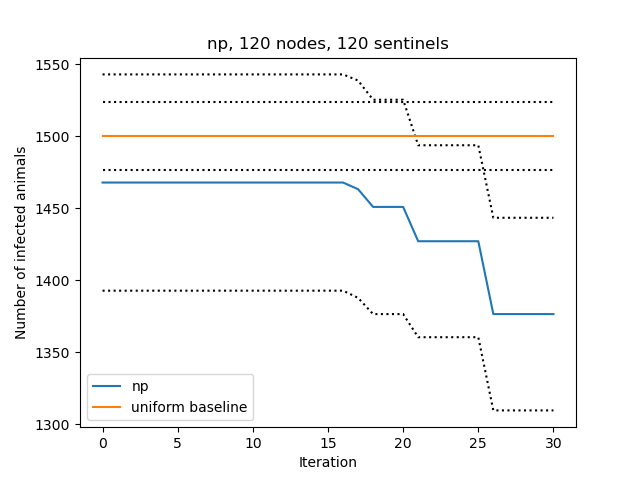 np, 120 nodes, 120 sentinels
1550
1500
1450
1400
1350
1300
Number of infected animals
np
uniform baseline
0 5 10 15 20 25 30
Iteration